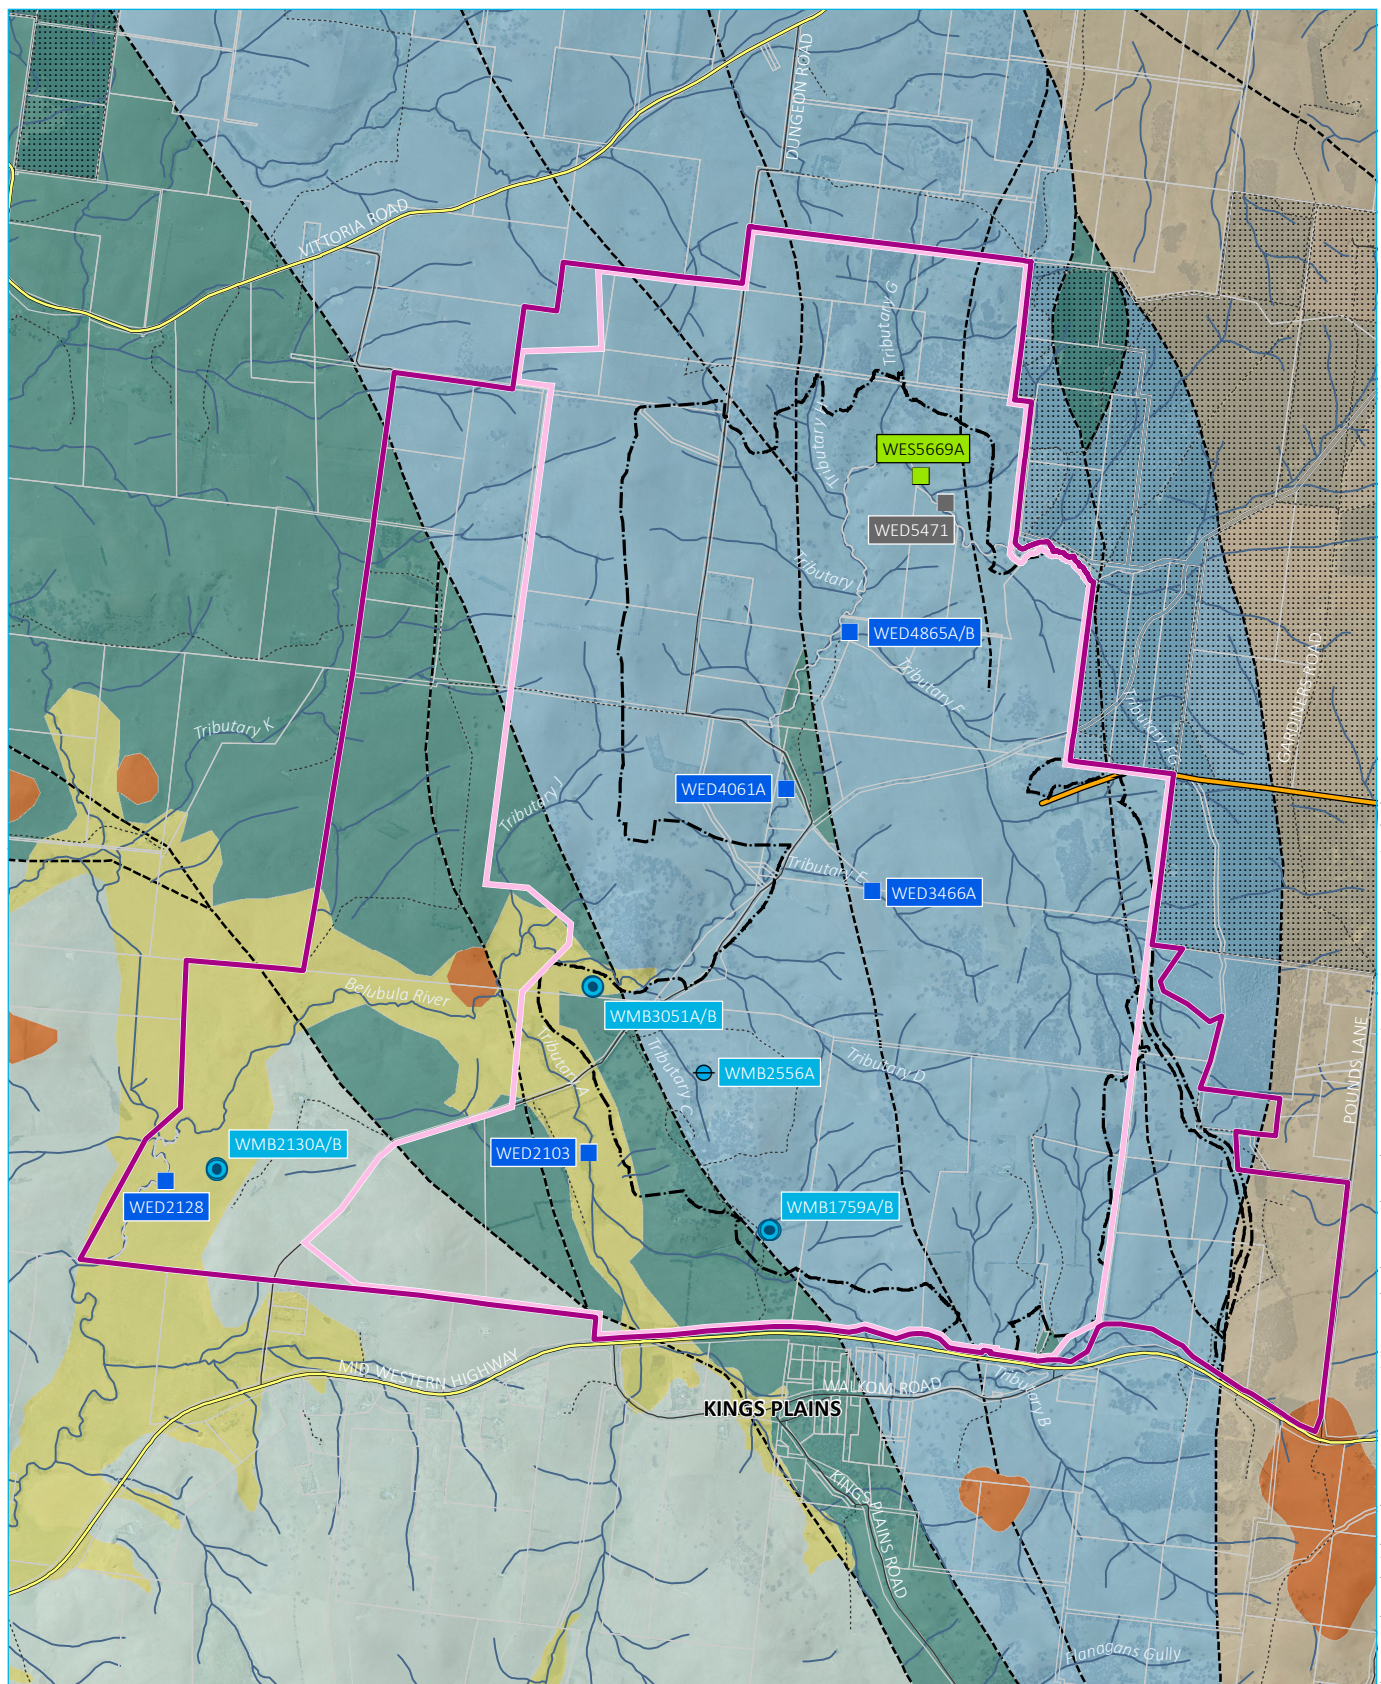 DUNGEON ROAD
VITTORIA ROAD
Tributary G
Tributary H
WES5669A
WED5471
Tributary L
WED4865A/B
Tributary F
GARDINERS ROAD
Tributary FG
Tributary K
WED4061A
Tributary J
Tributary E
WED3466A
Belubula River
WMB3051A/B
Tributary A
Tributary C
WMB2556A
Tributary D
POUNDS LANE
WMB2130A/B
WED2103
WED2128
WMB1759A/B
MID WESTERN HIGHWAY
WALKOM ROAD
Tributary B
KINGS PLAINS
KINGS PLAINS ROAD
Flanagans Gully